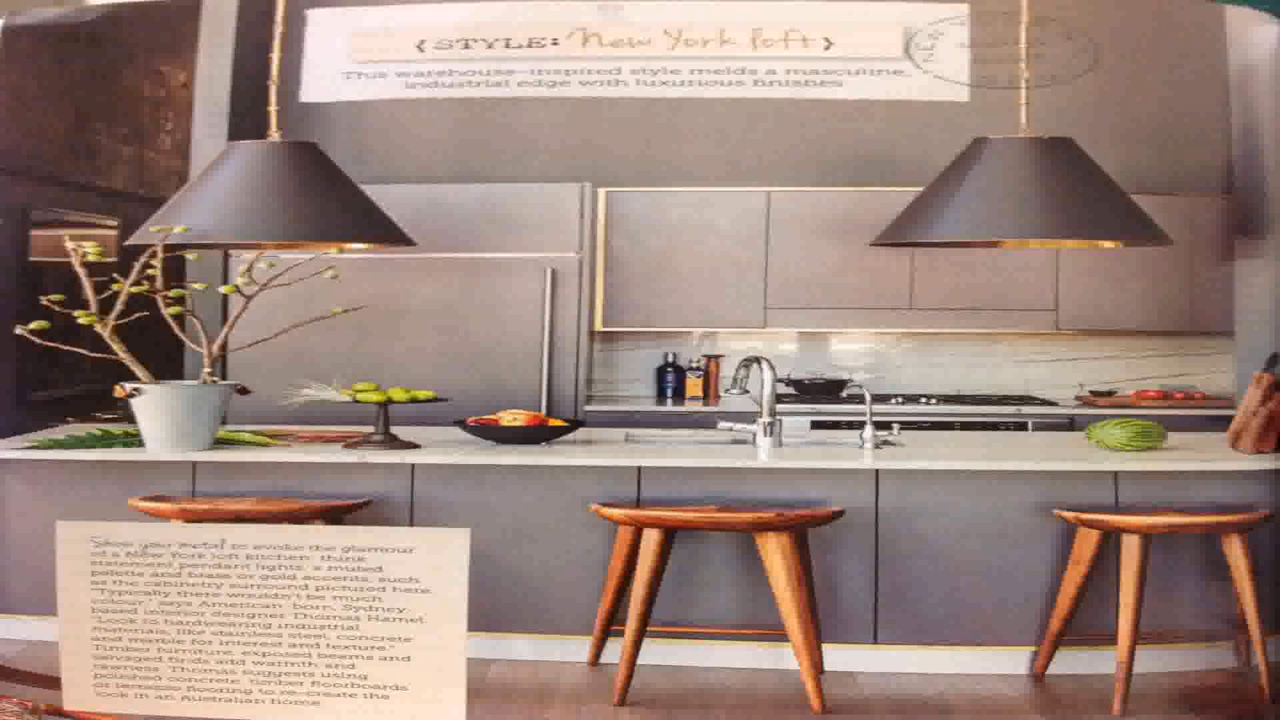 {STYLE: New York loft}
This warehouse-inspired style melds a masculine,
industrial edge with luxurious finishes
NEW
Show your metal to evoke the glamour
of a New York loft kitchen: think
statement pendant lights, a muted
palette and brass or gold accents, such
as the cabinetry surround pictured here.
"Typically there wouldn't be much
colour," says American-born, Sydney-
based interior designer Thomas Hamel.
"Look to hardwearing industrial
materials, like stainless steel, concrete
and marble for interest and texture."
Timber furniture, exposed beams and
salvaged finds add warmth and
rawness. Thomas suggests using
polished concrete, timber floorboards
or terrazzo flooring to re-create the
look in an Australian home.